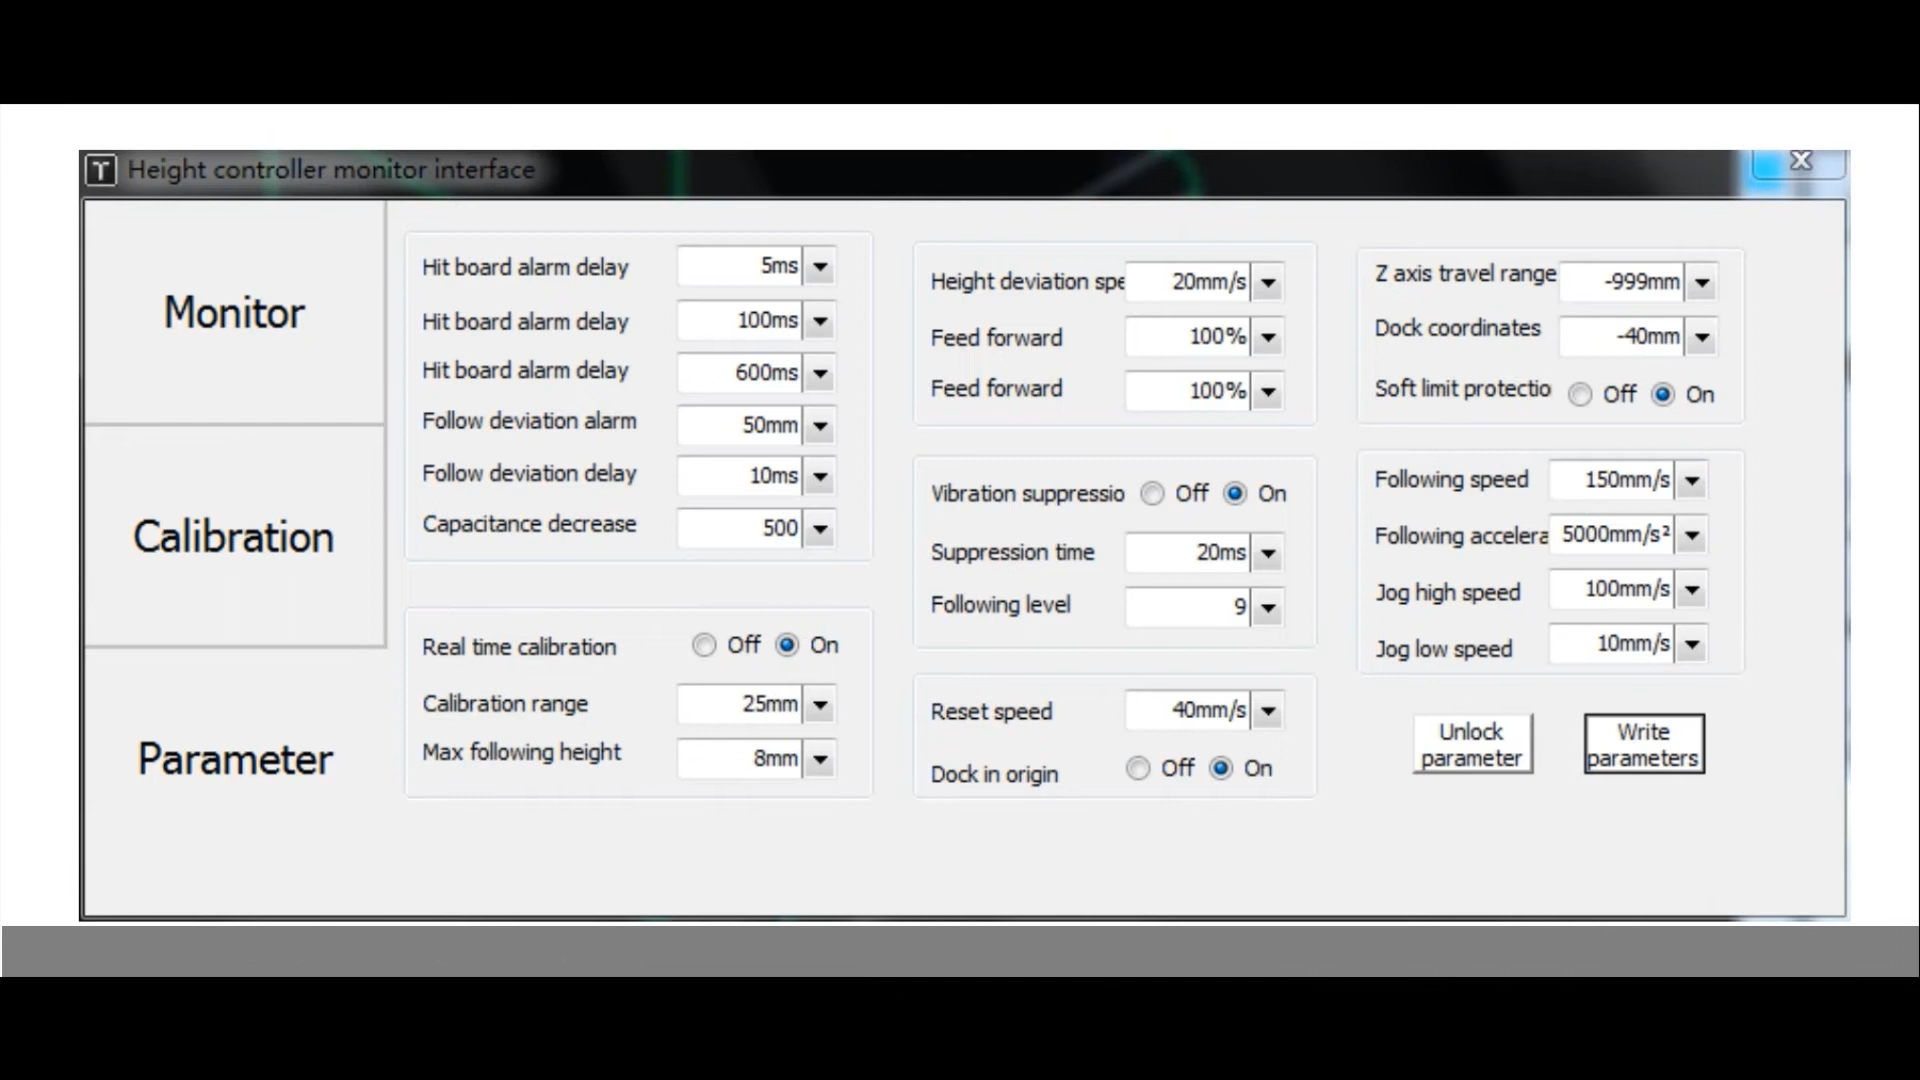 Height controller monitor interface
X
Monitor
Calibration
Parameter
Hit board alarm delay 5ms
Hit board alarm delay 100ms
Hit board alarm delay 600ms
Follow deviation alarm 50mm
Follow deviation delay 10ms
Capacitance decrease 500
Real time calibration Off On
Calibration range 25mm
Max following height 8mm
Height deviation spe 20mm/s
Feed forward 100%
Feed forward 100%
Vibration suppressio Off On
Suppression time 20ms
Following level 9
Reset speed 40mm/s
Dock in origin Off On
Z axis travel range -999mm
Dock coordinates -40mm
Soft limit protectio Off On
Following speed 150mm/s
Following accelera 5000mm/s²
Jog high speed 100mm/s
Jog low speed 10mm/s
Unlock
parameter
Write
parameters